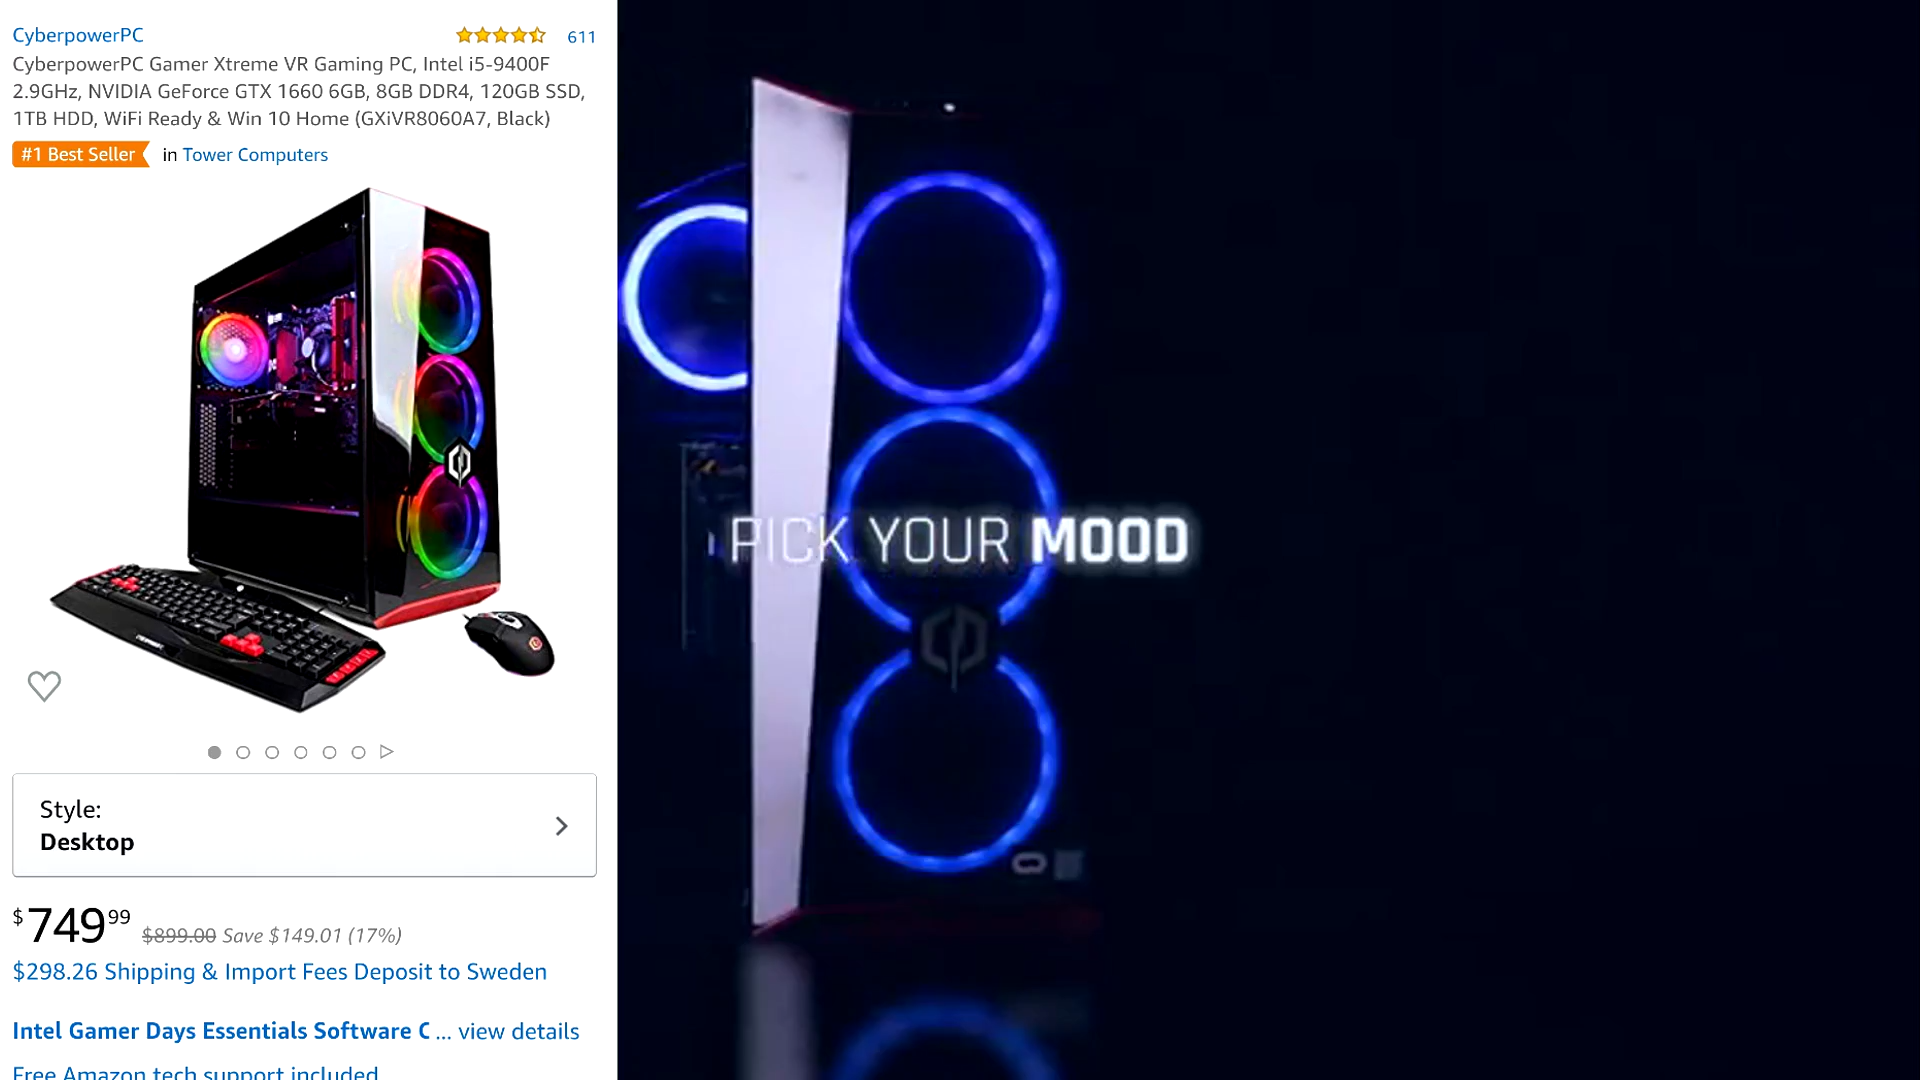 CyberpowerPC
611
CyberpowerPC Gamer Xtreme VR Gaming PC, Intel i5-9400F
2.9GHz, NVIDIA GeForce GTX 1660 6GB, 8GB DDR4, 120GB SSD,
1TB HDD, WiFi Ready & Win 10 Home (GXiVR8060A7, Black)
#1 Best Seller in Tower Computers
Style:
Desktop
$749.99 $899.00 Save $149.01 (17%)
$298.26 Shipping & Import Fees Deposit to Sweden
Intel Gamer Days Essentials Software C ... view details
Free Amazon tech support included
PICK YOUR MOOD